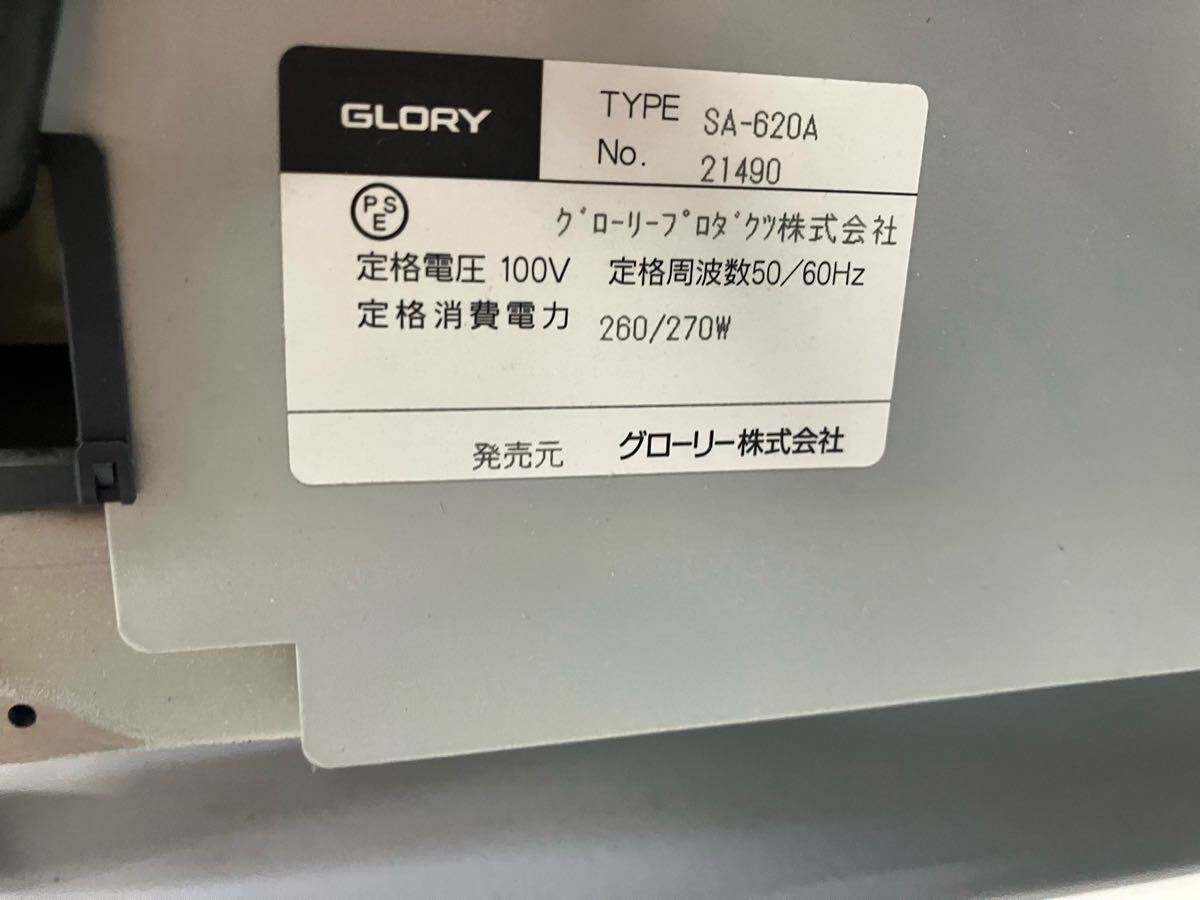 GLORY
TYPE SA-620A
No. 21490
PSE
グローリープロダクツ株式会社
定格電圧 100V 定格周波数50/60Hz
定格消費電力 260/270W
発売元 グローリー株式会社